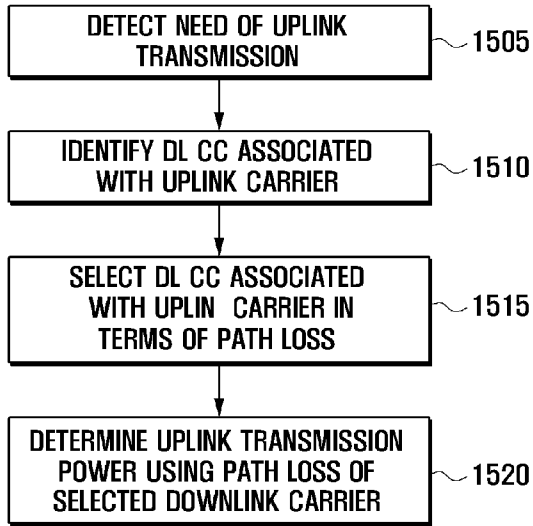 DETECT NEED OF UPLINK
TRANSMISSION
1505
IDENTIFY DL CC ASSOCIATED
WITH UPLINK CARRIER
1510
SELECT DL CC ASSOCIATED
WITH UPLIN CARRIER IN
TERMS OF PATH LOSS
1515
DETERMINE UPLINK TRANSMISSION
POWER USING PATH LOSS OF
SELECTED DOWNLINK CARRIER
1520